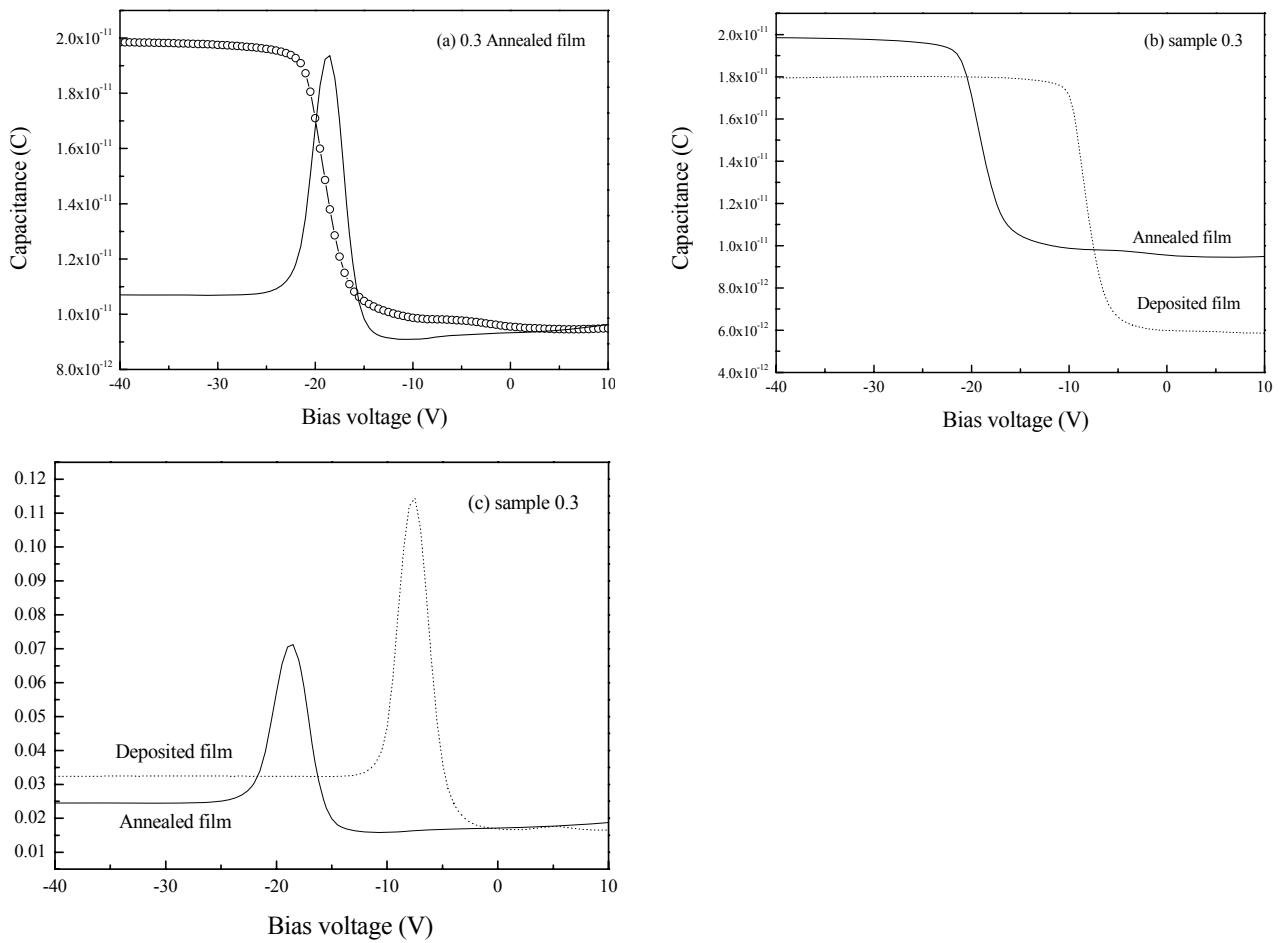 (a) 0.3 Annealed film
2.0x10⁻¹¹
1.8x10⁻¹¹
1.6x10⁻¹¹
1.4x10⁻¹¹
1.2x10⁻¹¹
1.0x10⁻¹¹
8.0x10⁻¹²
Capacitance (C)
-40 -30 -20 -10 0 10
Bias voltage (V)
(b) sample 0.3
2.0x10⁻¹¹
1.8x10⁻¹¹
1.6x10⁻¹¹
1.4x10⁻¹¹
1.2x10⁻¹¹
1.0x10⁻¹¹
8.0x10⁻¹²
6.0x10⁻¹²
4.0x10⁻¹²
Capacitance (C)
Annealed film
Deposited film
-40 -30 -20 -10 0 10
Bias voltage (V)
(c) sample 0.3
0.12
0.11
0.10
0.09
0.08
0.07
0.06
0.05
0.04
0.03
0.02
0.01
Deposited film
Annealed film
-40 -30 -20 -10 0 10
Bias voltage (V)